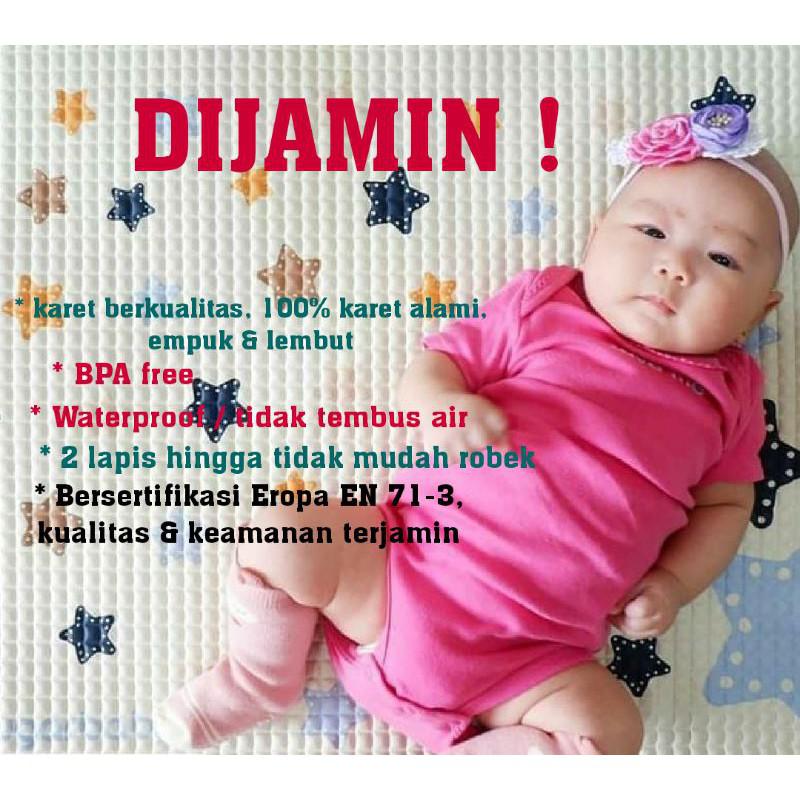 DIJAMIN !
* karet berkualitas, 100% karet alami,
empuk & lembut
* BPA free
* Waterproof / tidak tembus air
* 2 lapis hingga tidak mudah robek
* Bersertifikasi Eropa EN 71-3,
kualitas & keamanan terjamin